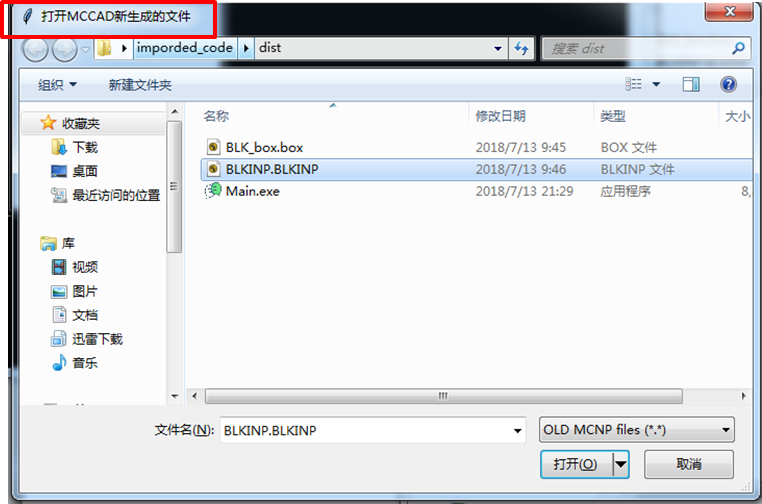 打开MCCAD新生成的文件
imporded_code
dist
搜索 dist
组织
新建文件夹
名称
修改日期
类型
大小
收藏夹
下载
桌面
最近访问的位置
库
视频
图片
文档
迅雷下载
音乐
BLK_box.box 2018/7/13 9:45 BOX 文件
BLKINP.BLKINP 2018/7/13 9:46 BLKINP 文件
Main.exe 2018/7/13 21:29 应用程序 8,
文件名(N): BLKINP.BLKINP
OLD MCNP files (*.*)
打开(O)
取消